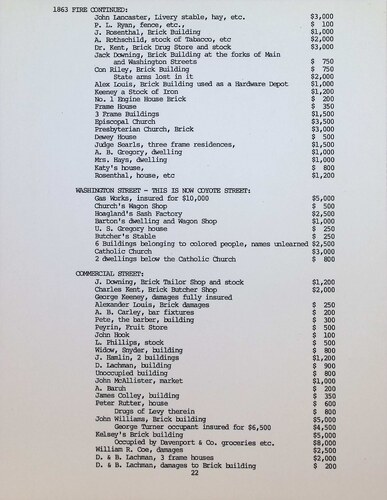 1863 FIRE CONTINUED:
John Lancaster, Livery stable, hay, etc. $3,000
P. L. Ryan, fence, etc., $ 100
J. Rosenthal, Brick Building $1,000
A. Rothschild, stock of Tabacco, etc $2,000
Dr. Kent, Brick Drug Store and stock $3,000
Jack Downing, Brick Building at the forks of Main
and Washington Streets $ 750
Con Riley, Brick Building $ 750
State arms lost in it $2,000
Alex Louis, Brick Building used as a Hardware Depot $1,000
Keeney a Stock of Iron $1,200
No. 1 Engine House Brick $ 200
Frame House $ 350
3 Frame Buildings $1,500
Episcopal Church $3,500
Presbyterian Church, Brick $3,000
Dewey House $ 500
Judge Searls, three frame residences, $1,500
A. B. Gregory, dwelling $1,000
Mrs. Hays, dwelling $1,000
Katy's house, $ 800
Rosenthal, house, etc $1,200
WASHINGTON STREET - THIS IS NOW COYOTE STREET:
Gas Works, insured for $10,000 $5,000
Church's Wagon Shop $ 500
Hoagland's Sash Factory $2,500
Barton's dwelling and Wagon Shop $1,000
U. S. Gregory house $ 250
Butcher's Stable $ 250
6 Buildings belonging to colored people, names unlearned $2,500
Catholic Church $3,000
2 dwellings below the Catholic Church $ 800
COMMERCIAL STREET:
J. Downing, Brick Tailor Shop and stock $1,200
Charles Kent, Brick Butcher Shop $2,000
George Keeney, damages fully insured
Alexander Louis, Brick damages $ 250
A. B. Carley, bar fixtures $ 200
Pete, the barber, building $ 300
Peyrin, Fruit Store $ 500
John Hook $ 100
L. Phillips, stock $ 500
Widow, Snyder, building $ 800
J. Hamlin, 2 buildings $1,200
D. Lachman, building $ 900
Unoccupied building $ 800
John McAllister, market $1,000
A. Baruh $ 200
James Colley, building $ 350
Peter Rutter, house $ 600
Drugs of Levy therein $ 800
John Williams, Brick building $5,000
George Turner occupant insured for $6,500 $4,500
Kelsey's Brick building $5,000
Occupied by Davenport & Co. groceries etc. $8,000
William R. Coe, damages $2,500
D. & B. Lachman, 3 frame houses $2,000
D. & B. Lachman, damages to Brick building $ 200
22